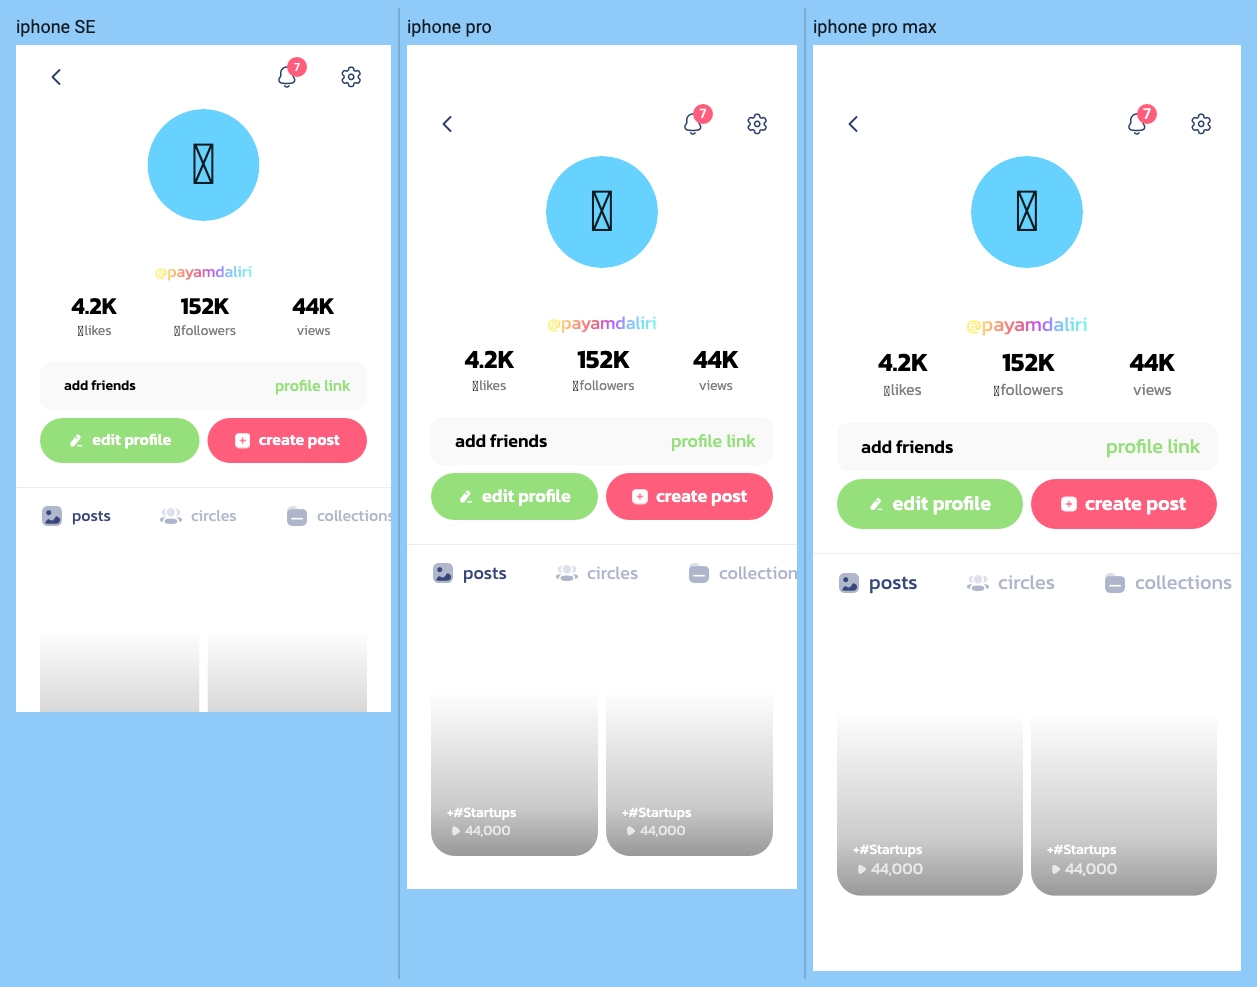 iphone SE
7
@payamdaliri
4.2K 152K 44K
likes followers views
add friends profile link
edit profile create post
posts circles collections
iphone pro
7
@payamdaliri
4.2K 152K 44K
likes followers views
add friends profile link
edit profile create post
posts circles collection
+#Startups +#Startups
44,000 44,000
iphone pro max
7
@payamdaliri
4.2K 152K 44K
likes followers views
add friends profile link
edit profile create post
posts circles collections
+#Startups +#Startups
44,000 44,000